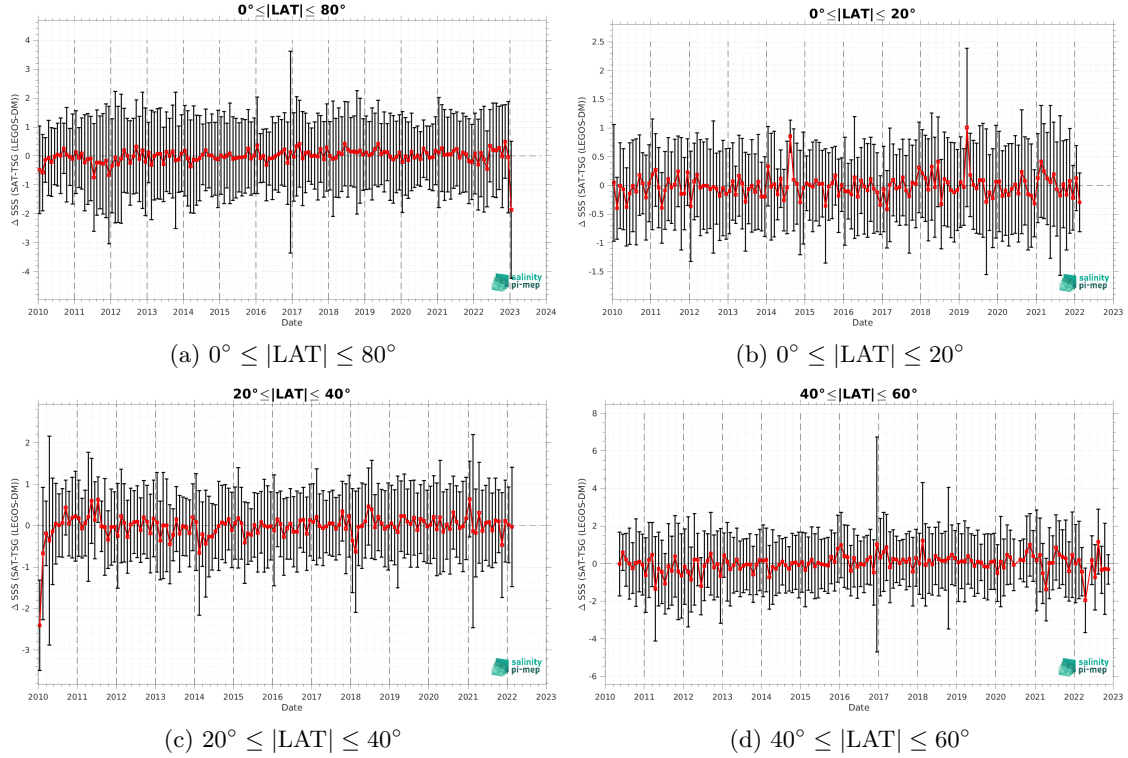 0°≤|LAT|≤ 80°
4
3
2
1
0
-1
-2
-3
-4
Δ SSS (SAT-TSG (LEGOS-DM))
2010 2011 2012 2013 2014 2015 2016 2017 2018 2019 2020 2021 2022 2023 2024
Date
salinity
pi-mep
(a) 0° ≤ |LAT| ≤ 80°
0°≤|LAT|≤ 20°
2.5
2
1.5
1
0.5
0
-0.5
-1
-1.5
Δ SSS (SAT-TSG (LEGOS-DM))
2010 2011 2012 2013 2014 2015 2016 2017 2018 2019 2020 2021 2022 2023
Date
salinity
pi-mep
(b) 0° ≤ |LAT| ≤ 20°
20°≤|LAT|≤ 40°
2
1
0
-1
-2
-3
Δ SSS (SAT-TSG (LEGOS-DM))
2010 2011 2012 2013 2014 2015 2016 2017 2018 2019 2020 2021 2022 2023
Date
salinity
pi-mep
(c) 20° ≤ |LAT| ≤ 40°
40°≤|LAT|≤ 60°
8
6
4
2
0
-2
-4
-6
Δ SSS (SAT-TSG (LEGOS-DM))
2010 2011 2012 2013 2014 2015 2016 2017 2018 2019 2020 2021 2022 2023
Date
salinity
pi-mep
(d) 40° ≤ |LAT| ≤ 60°